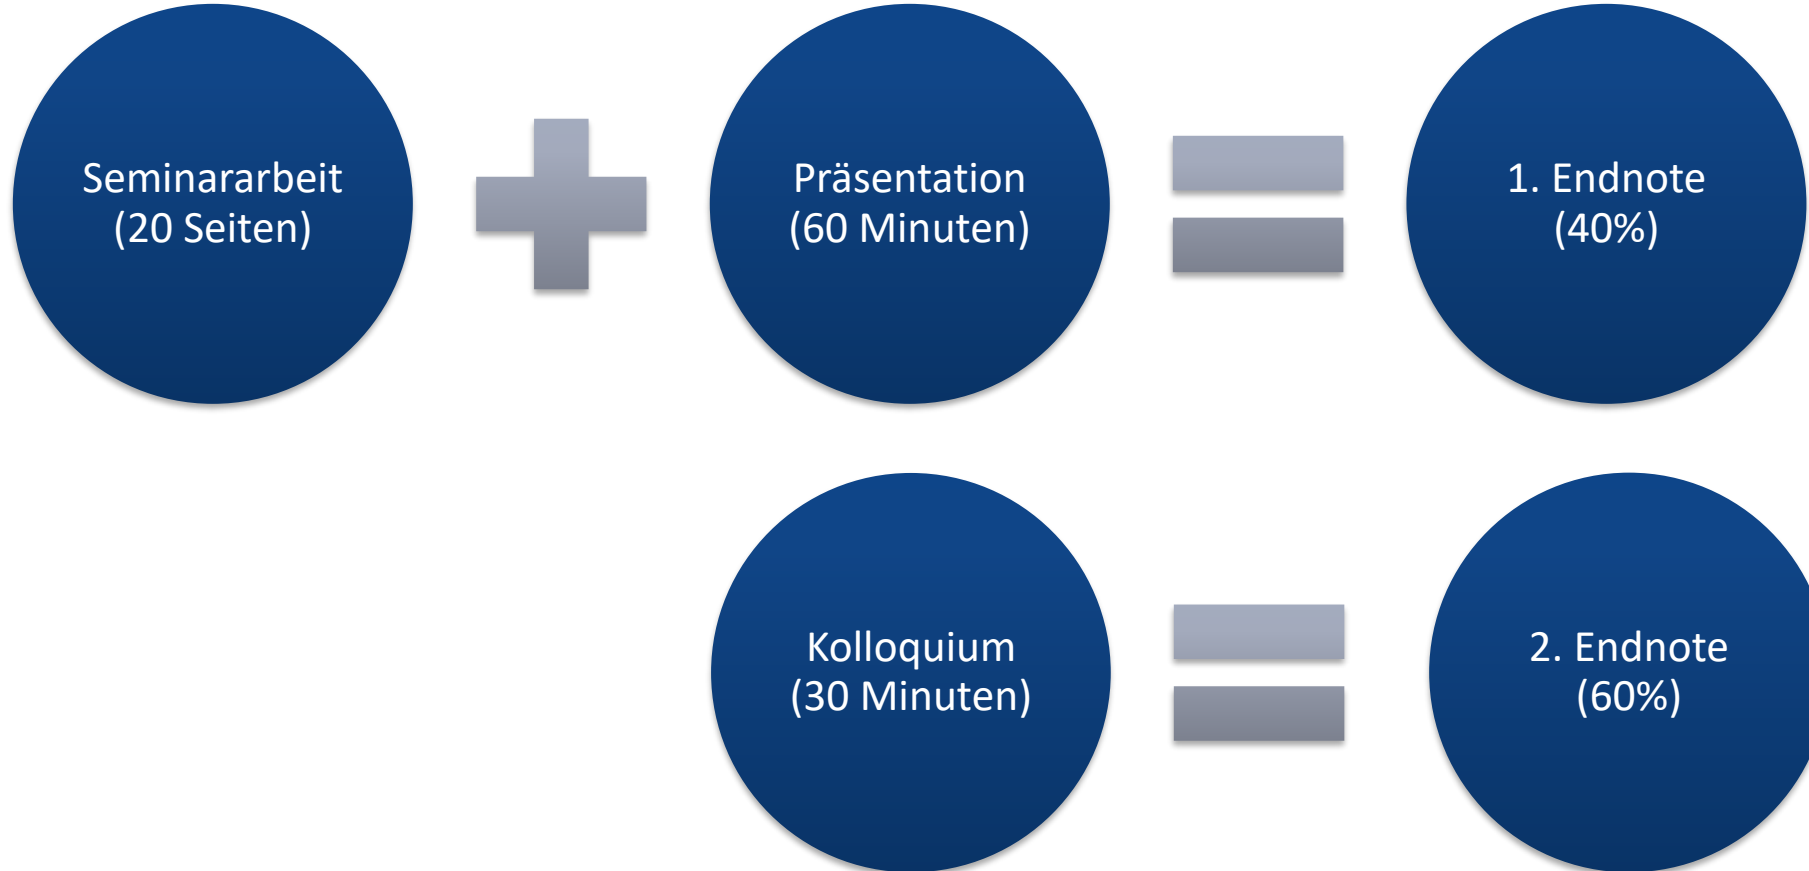 Seminararbeit
(20 Seiten)
Präsentation
(60 Minuten)
1. Endnote
(40%)
Kolloquium
(30 Minuten)
2. Endnote
(60%)